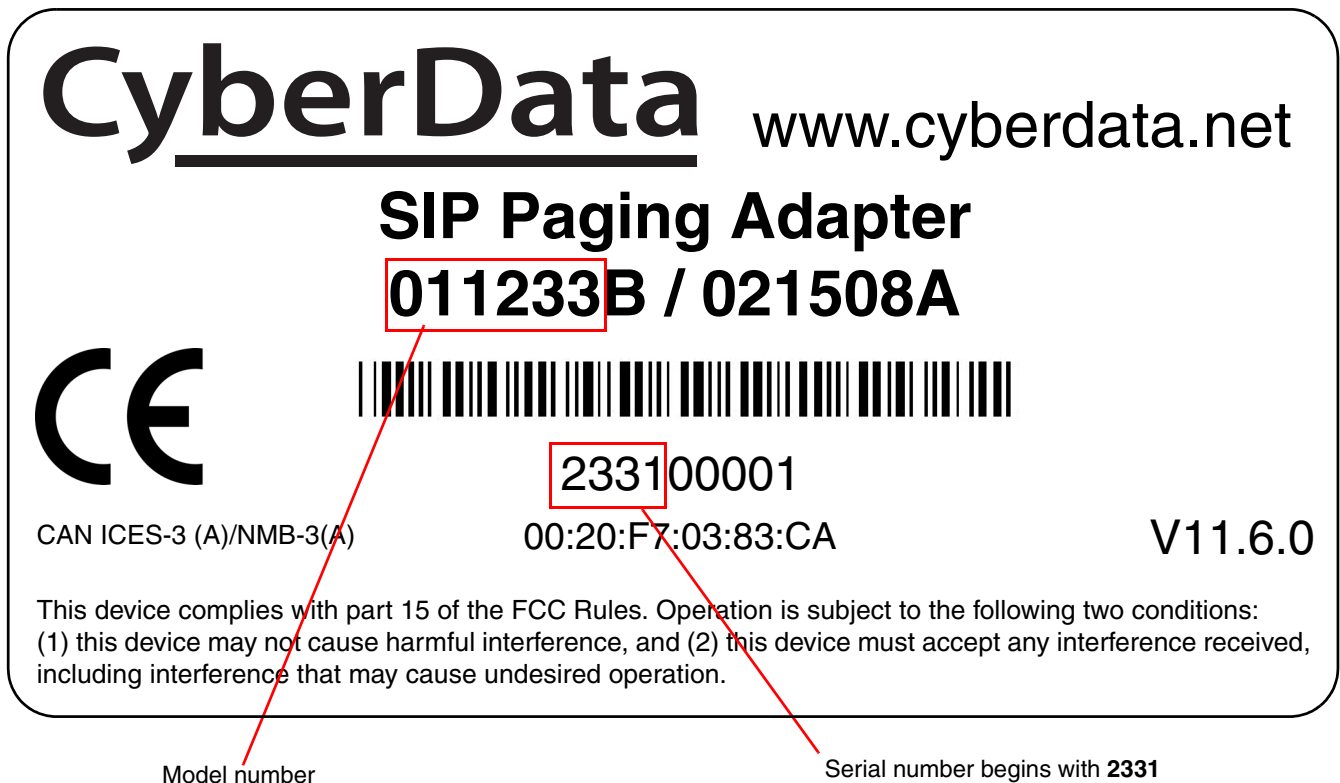 CyberData www.cyberdata.net
SIP Paging Adapter
011233B / 021508A
CE
233100001
CAN ICES-3 (A)/NMB-3(A) 00:20:F7:03:83:CA V11.6.0
This device complies with part 15 of the FCC Rules. Operation is subject to the following two conditions:
(1) this device may not cause harmful interference, and (2) this device must accept any interference received,
including interference that may cause undesired operation.
Model number Serial number begins with 2331